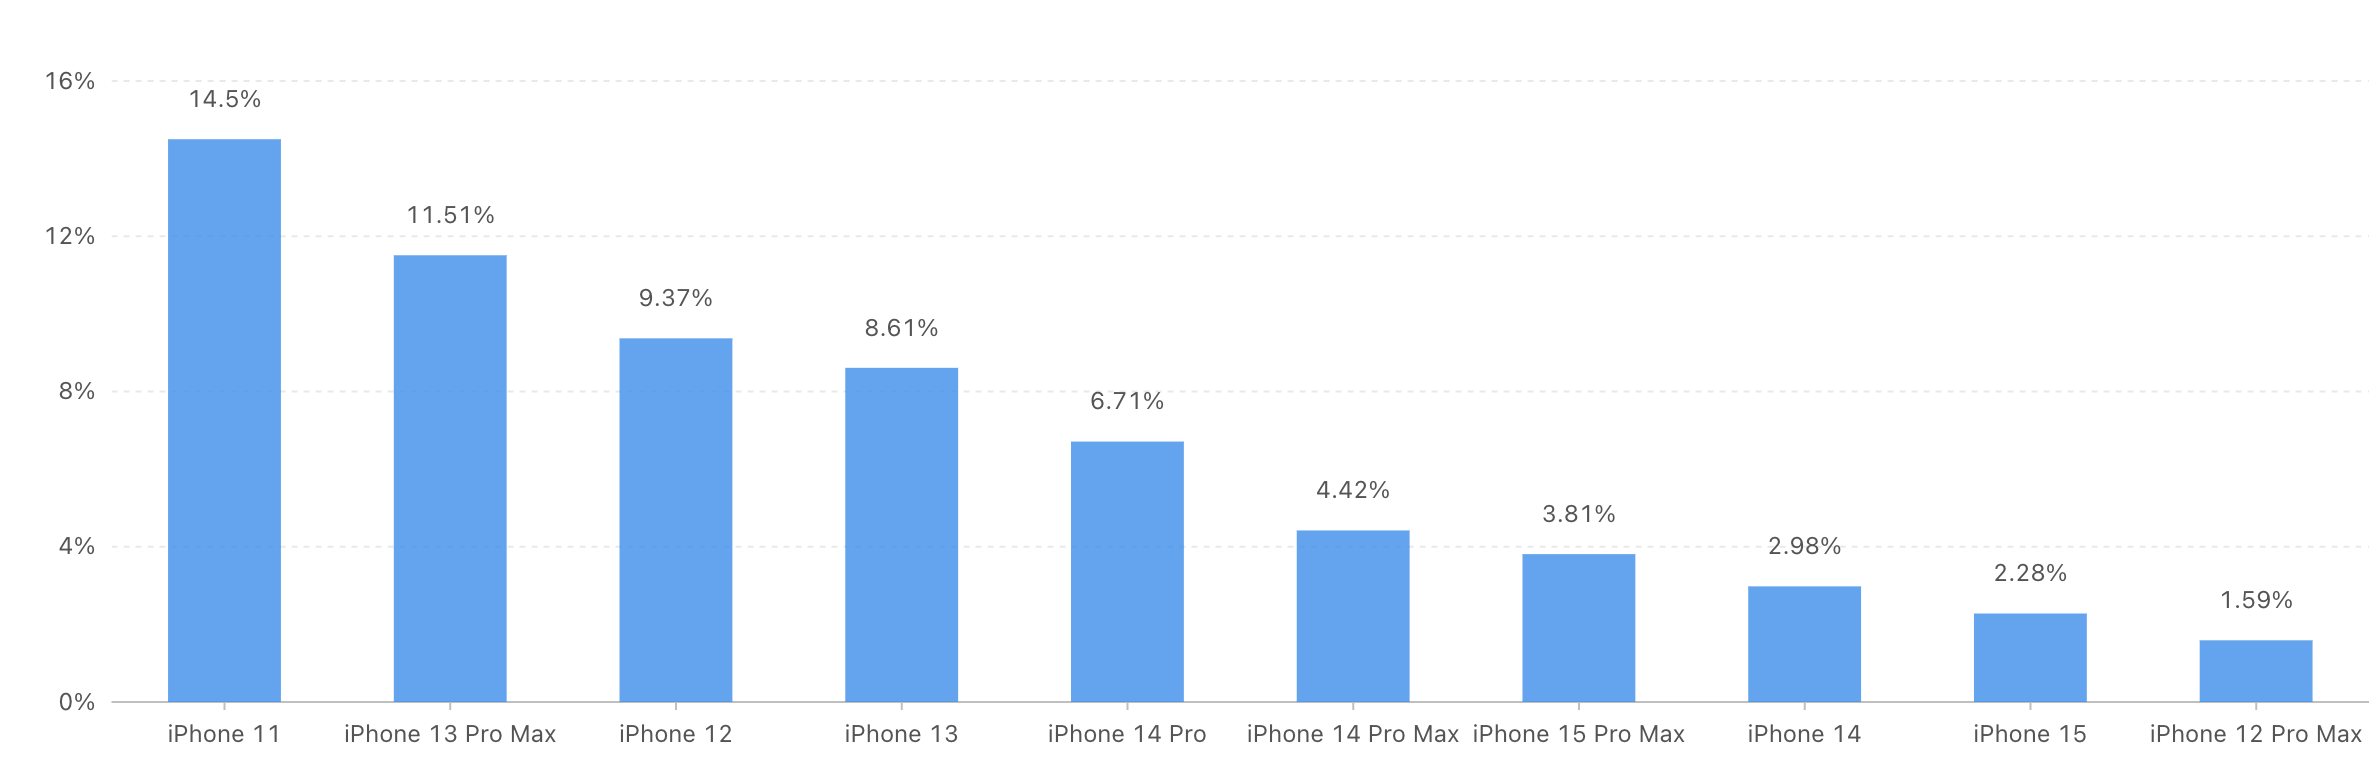 16%
14.5%
11.51%
12%
9.37%
8.61%
8%
6.71%
4.42%
3.81%
4%
2.98%
2.28%
1.59%
0%
iPhone 11
iPhone 13 Pro Max
iPhone 12
iPhone 13
iPhone 14 Pro
iPhone 14 Pro Max
iPhone 15 Pro Max
iPhone 14
iPhone 15
iPhone 12 Pro Max